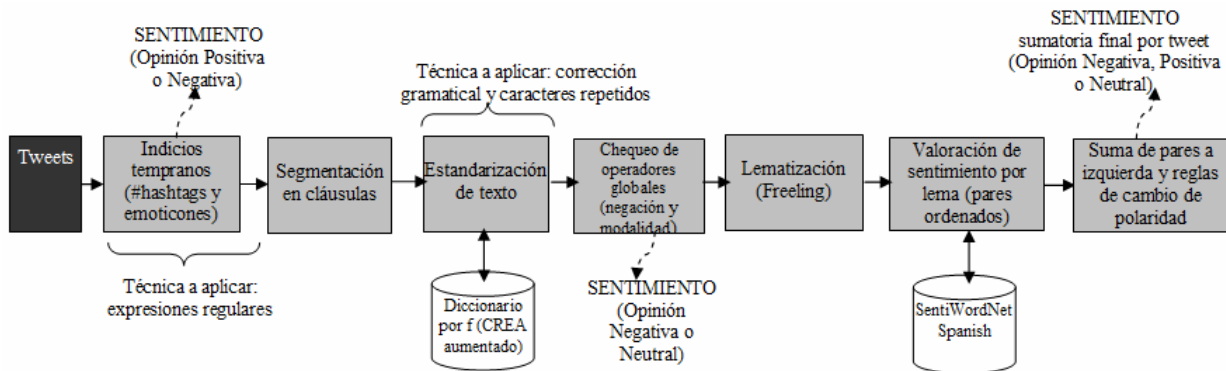 SENTIMIENTO
(Opinión Positiva
o Negativa)
Técnica a aplicar: corrección
gramatical y caracteres repetidos
SENTIMIENTO
sumatoria final por tweet
(Opinión Negativa, Positiva
o Neutral)
Tweets
Indicios
tempranos
(#hashtags y
emoticones)
Segmentación
en cláusulas
Estandarización
de texto
Chequeo de
operadores
globales
(negación y
modalidad)
Lematización
(Freeling)
Valoración de
sentimiento por
lema (pares
ordenados)
Suma de pares a
izquierda y reglas
de cambio de
polaridad
Técnica a aplicar:
expresiones regulares
Diccionario
por f (CREA
aumentado)
SENTIMIENTO
(Opinión
Negativa o
Neutral)
SentiWordNet
Spanish